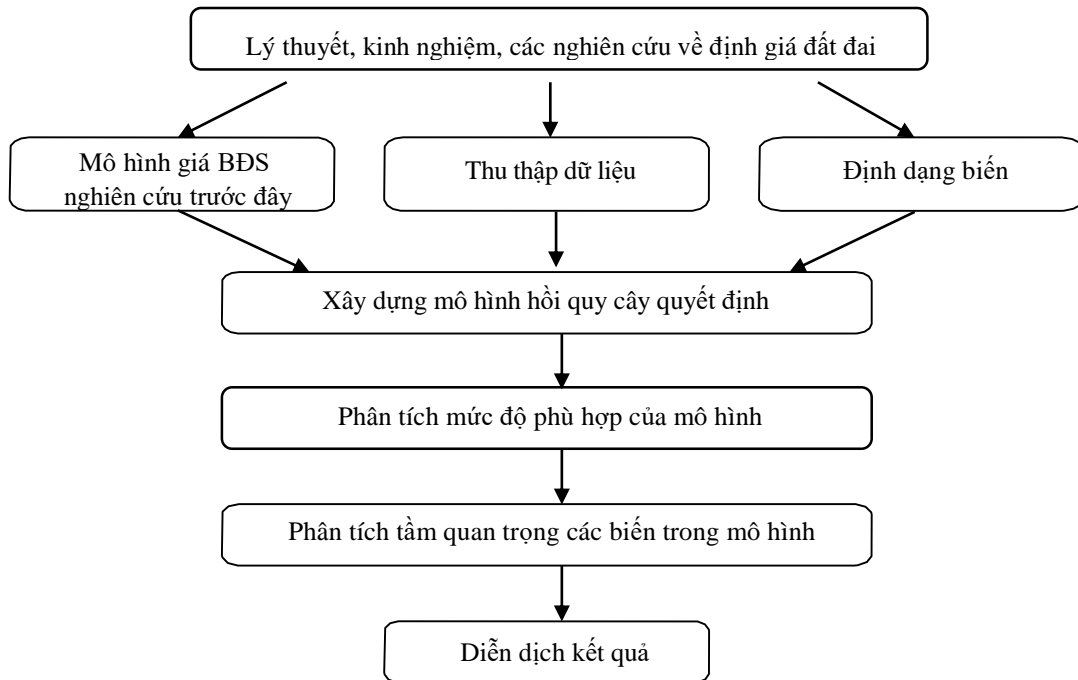 Lý thuyết, kinh nghiệm, các nghiên cứu về định giá đất đai
Mô hình giá BĐS
nghiên cứu trước đây
Thu thập dữ liệu
Định dạng biến
Xây dựng mô hình hồi quy cây quyết định
Phân tích mức độ phù hợp của mô hình
Phân tích tầm quan trọng các biến trong mô hình
Diễn dịch kết quả